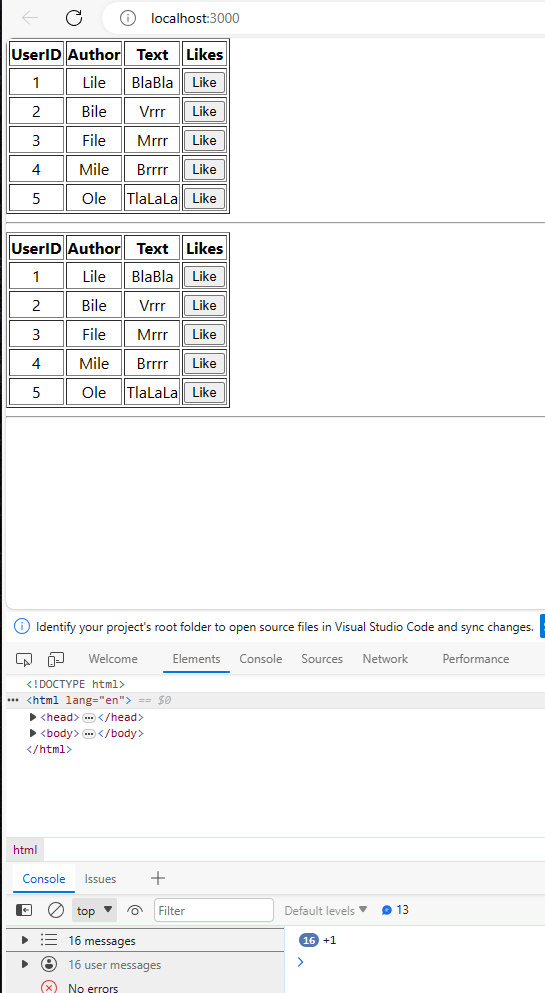 localhost:3000
UserID Author Text Likes
1 Lile BlaBla Like
2 Bile Vrrr Like
3 File Mrrr Like
4 Mile Brrrr Like
5 Ole TlaLaLa Like
UserID Author Text Likes
1 Lile BlaBla Like
2 Bile Vrrr Like
3 File Mrrr Like
4 Mile Brrrr Like
5 Ole TlaLaLa Like
Identify your project's root folder to open source files in Visual Studio Code and sync changes.
Welcome Elements Console Sources Network Performance
<!DOCTYPE html>
<html lang="en"> == $0
<head> ••• </head>
<body> ••• </body>
</html>
html
Console Issues
top Filter Default levels 13
16 messages 16 +1
16 user messages
No errors